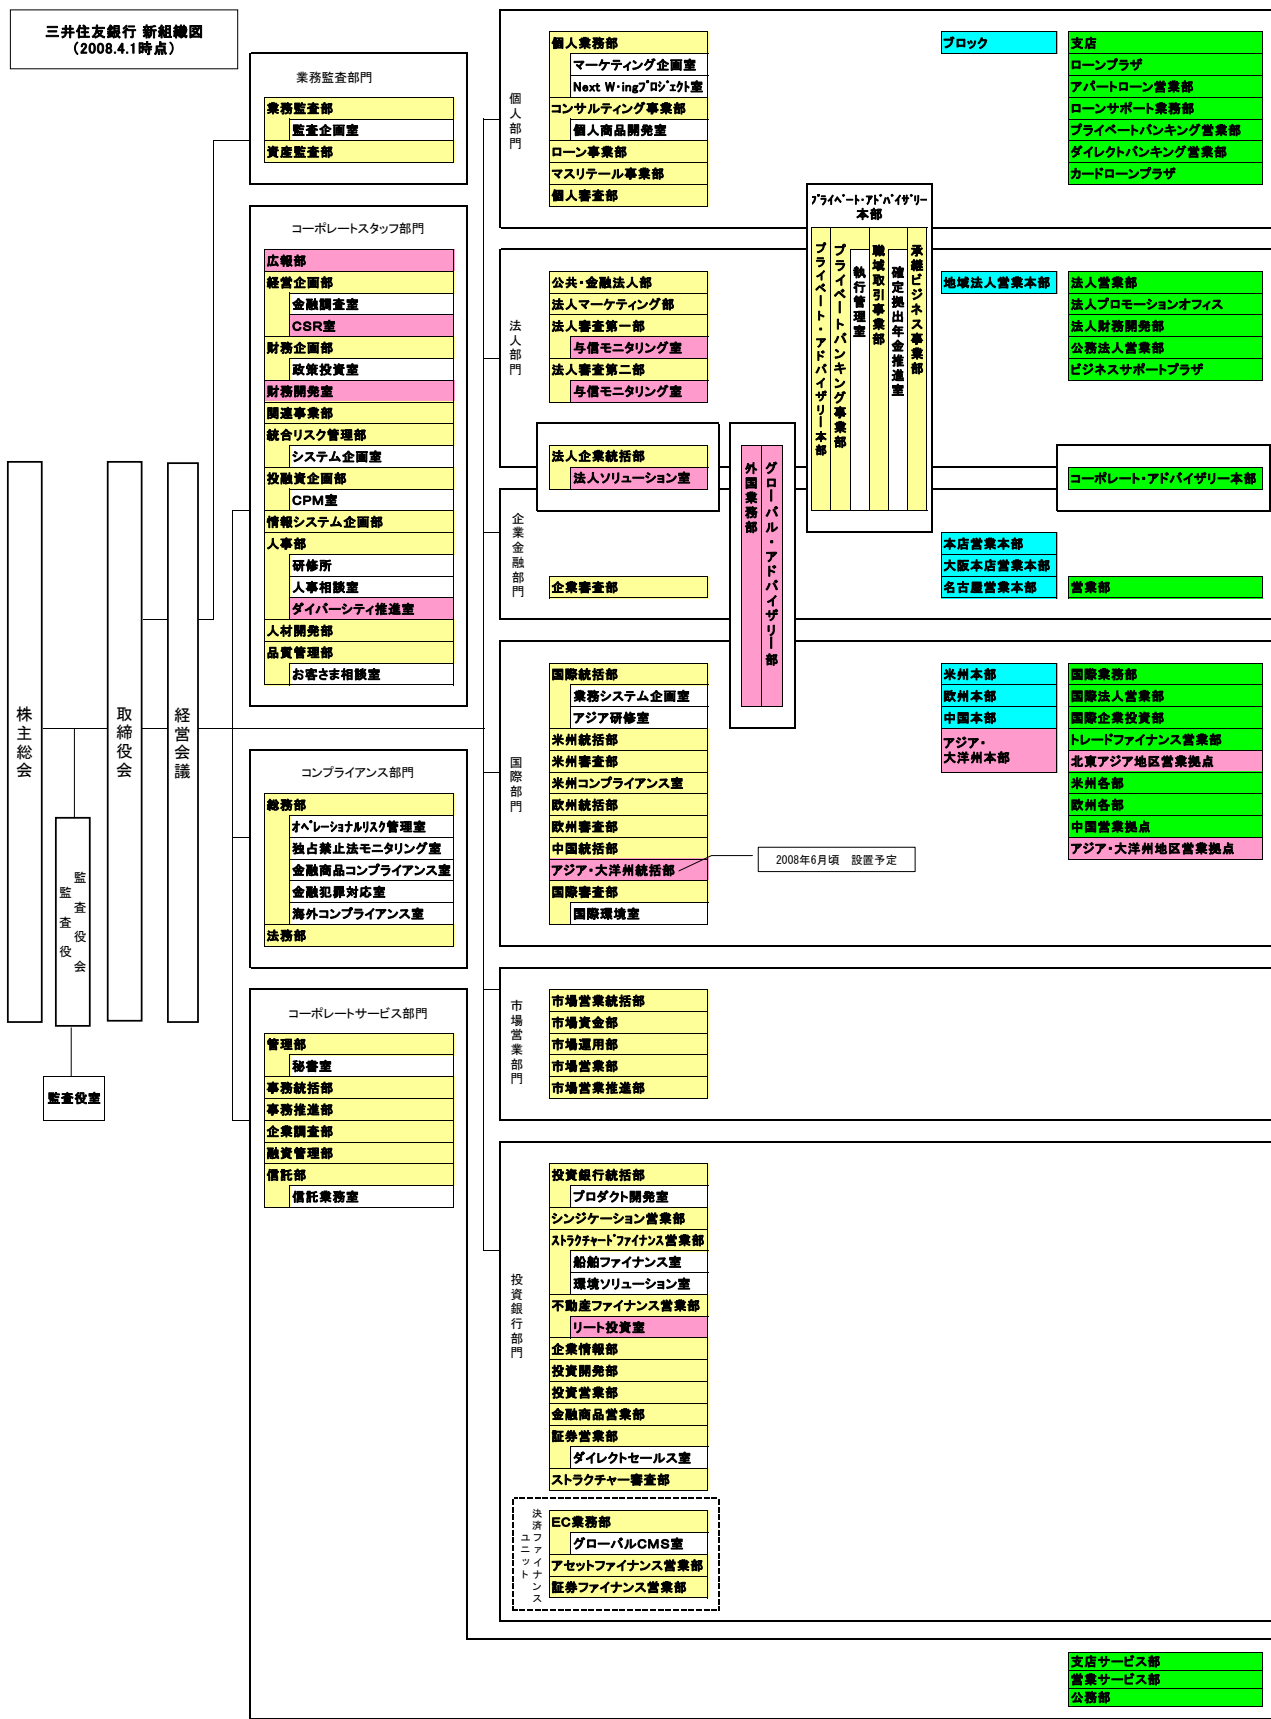 三井住友銀行 新組織図
（2008.4.1時点）
株主総会
監査役会
監査役
監査役室
取締役会
経営会議
業務監査部門
業務監査部
監査企画室
資産監査部
コーポレートスタッフ部門
広報部
経営企画部
金融調査室
CSR室
財務企画部
政策投資室
財務開発室
関連事業部
統合リスク管理部
システム企画室
投融資企画部
CPM室
情報システム企画部
人事部
研修所
人事相談室
ダイバーシティ推進室
人材開発部
品質管理部
お客さま相談室
コンプライアンス部門
総務部
ｵﾍﾟﾚｰｼｮﾅﾙﾘｽｸ管理室
独占禁止法モニタリング室
金融商品コンプライアンス室
金融犯罪対応室
海外コンプライアンス室
法務部
コーポレートサービス部門
管理部
秘書室
事務統括部
事務推進部
企業調査部
融資管理部
信託部
信託業務室
支店サービス部
営業サービス部
公務部
個人部門
個人業務部
マーケティング企画室
Next W・ingﾌﾟﾛｼﾞｪｸﾄ室
コンサルティング事業部
個人商品開発室
ローン事業部
マスリテール事業部
個人審査部
ブロック
支店
ローンプラザ
アパートローン営業部
ローンサポート業務部
プライベートバンキング営業部
ダイレクトバンキング営業部
カードローンプラザ
ﾌﾟﾗｲﾍﾞｰﾄ・ｱﾄﾞﾊﾞｲｻﾞﾘｰ
本部
プライベート・アドバイザリー本部
プライベートバンキング事業部
執行管理室
職域取引事業部
確定拠出年金推進室
承継ビジネス事業部
法人部門
公共・金融法人部
法人マーケティング部
法人審査第一部
与信モニタリング室
法人審査第二部
与信モニタリング室
地域法人営業本部
法人営業部
法人プロモーションオフィス
法人財務開発部
公務法人営業部
ビジネスサポートプラザ
法人企業統括部
法人ソリューション室
外国業務部
グローバル・アドバイザリー部
コーポレート・アドバイザリー本部
企業金融部門
企業審査部
本店営業本部
大阪本店営業本部
名古屋営業本部
営業部
国際部門
国際統括部
業務システム企画室
アジア研修室
米州統括部
米州審査部
米州コンプライアンス室
欧州統括部
欧州審査部
中国統括部
アジア・大洋州統括部
国際審査部
国際環境室
2008年6月頃　設置予定
米州本部
欧州本部
中国本部
アジア・
大洋州本部
国際業務部
国際法人営業部
国際企業投資部
トレードファイナンス営業部
北東アジア地区営業拠点
米州各部
欧州各部
中国営業拠点
アジア・大洋州地区営業拠点
市場営業部門
市場営業統括部
市場資金部
市場運用部
市場営業部
市場営業推進部
投資銀行部門
投資銀行統括部
プロダクト開発室
シンジケーション営業部
ｽﾄﾗｸﾁｬｰﾄﾞﾌｧｲﾅﾝｽ営業部
船舶ファイナンス室
環境ソリューション室
不動産ファイナンス営業部
リート投資室
企業情報部
投資開発部
投資営業部
金融商品営業部
証券営業部
ダイレクトセールス室
ストラクチャー審査部
決済ファイナンス
ユニット
EC業務部
グローバルCMS室
アセットファイナンス営業部
証券ファイナンス営業部